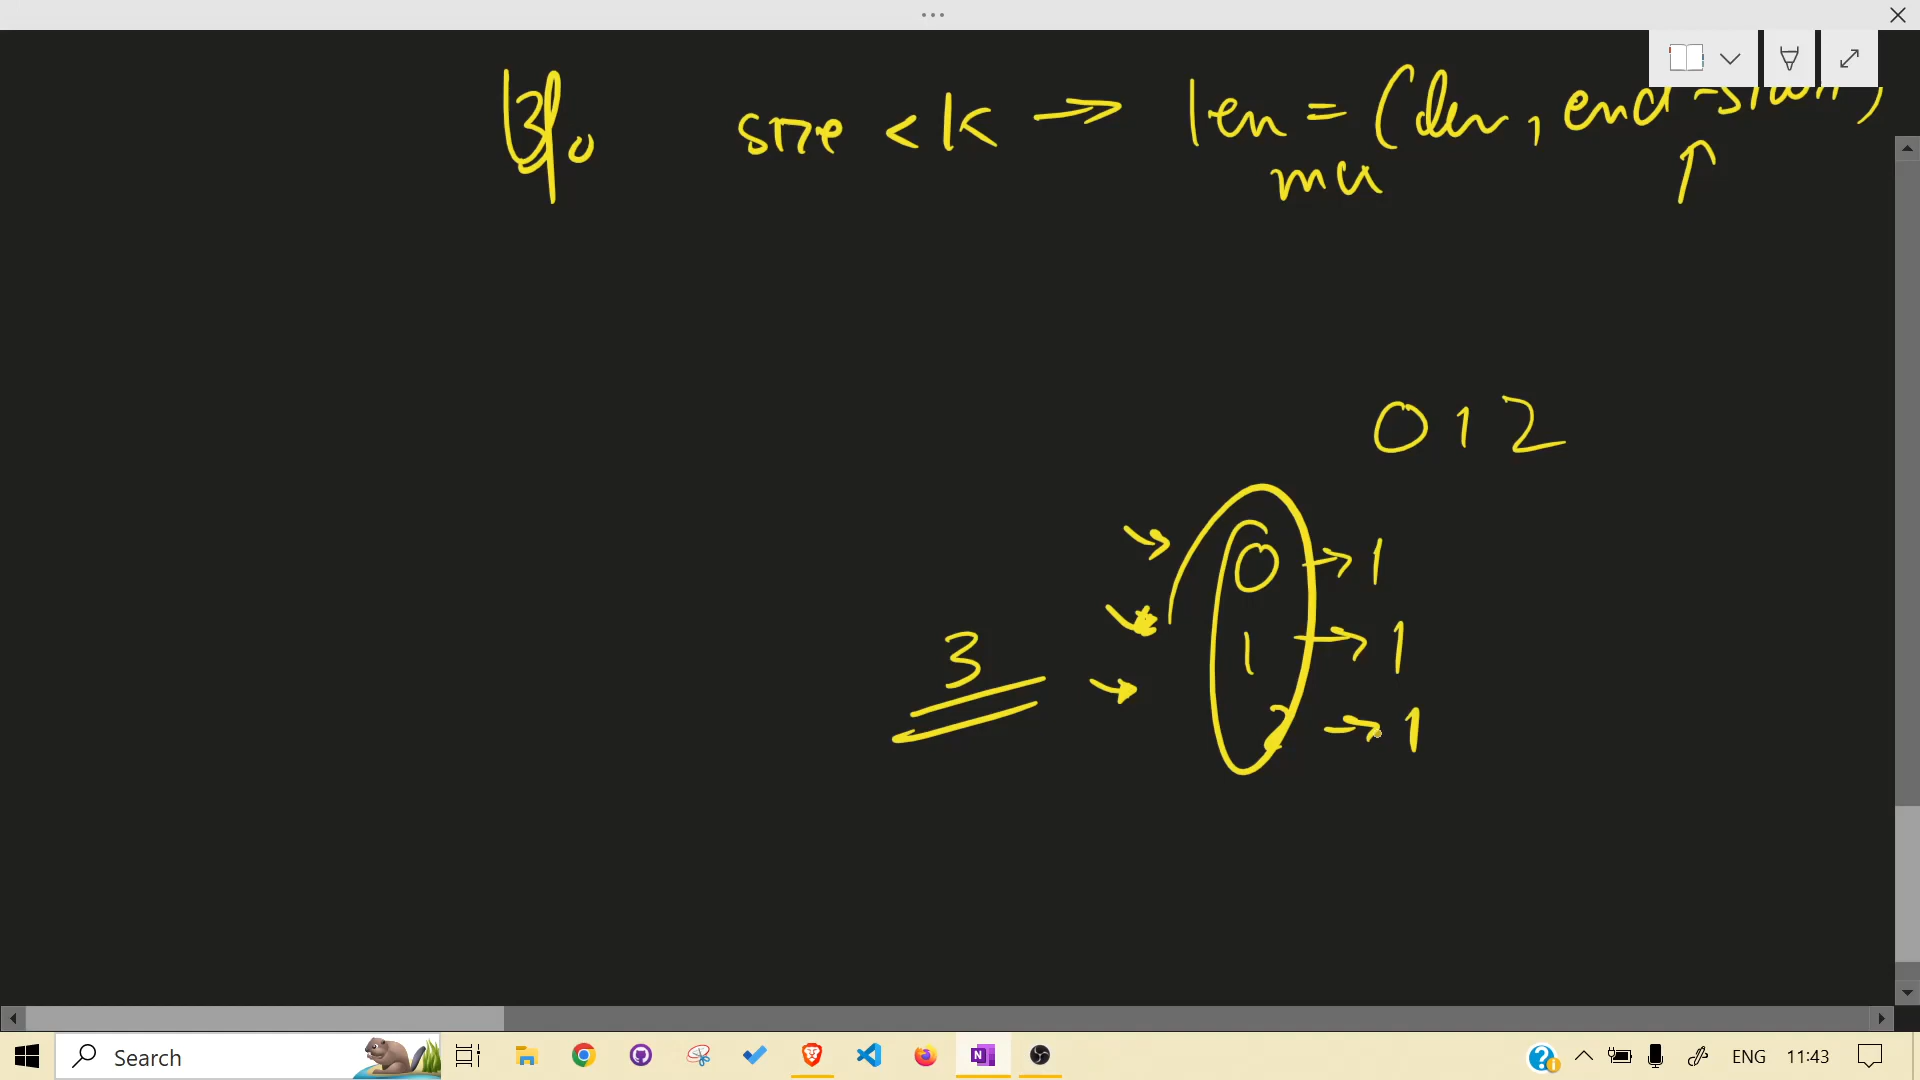 size < k → len = (len, end - start)
max
0 1 2
0 → 1
1 → 1
3
2 → 1
Search
ENG 11:43